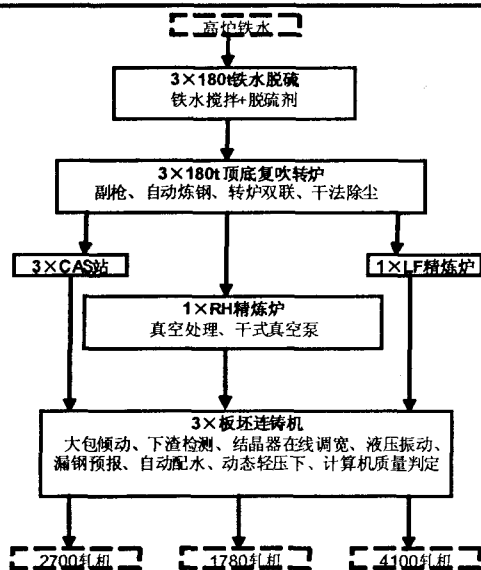 高炉铁水
3×180t铁水脱硫
铁水搅拌+脱硫剂
3×180t顶底复吹转炉
副枪、自动炼钢、转炉双联、干法除尘
3×CAS站
1×LF精炼炉
1×RH精炼炉
真空处理、干式真空泵
3×板坯连铸机
大包倾动、下渣检测、结晶器在线调宽、液压振动、
漏钢预报、自动配水、动态轻压下、计算机质量判定
2700轧机
1780轧机
4100轧机